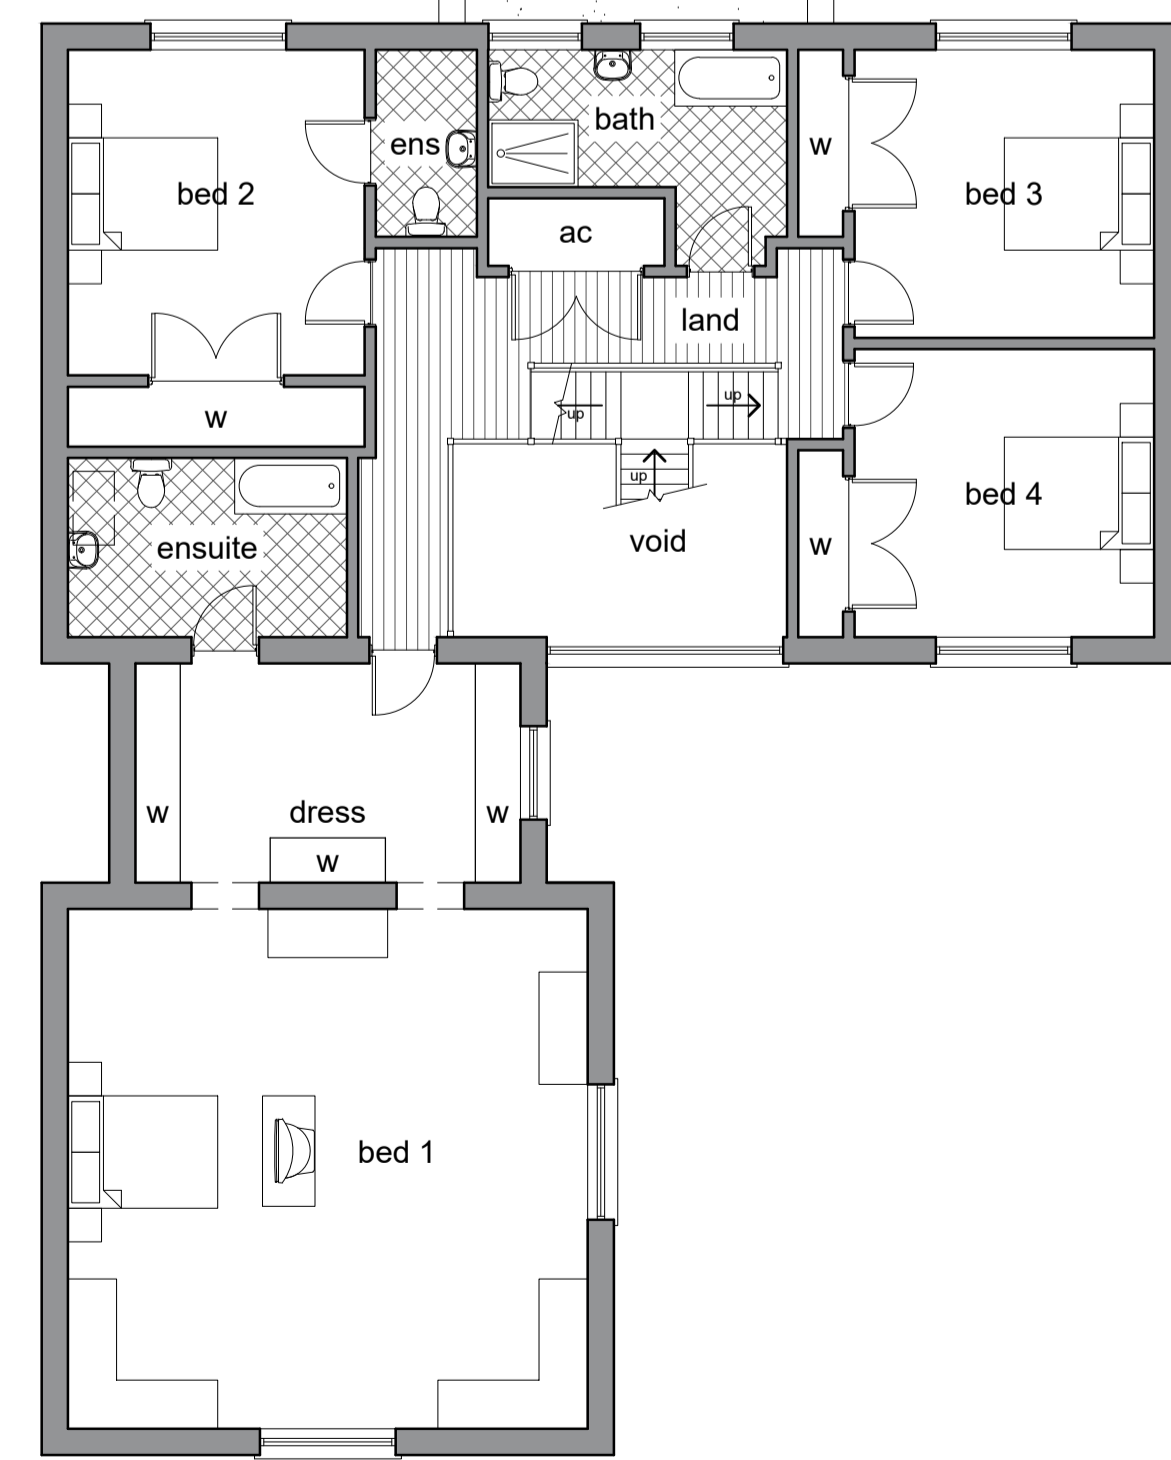 bath
ens
w
bed 2
bed 3
ac
land
up
up
w
up
bed 4
void
w
ensuite
w
dress
w
w
bed 1